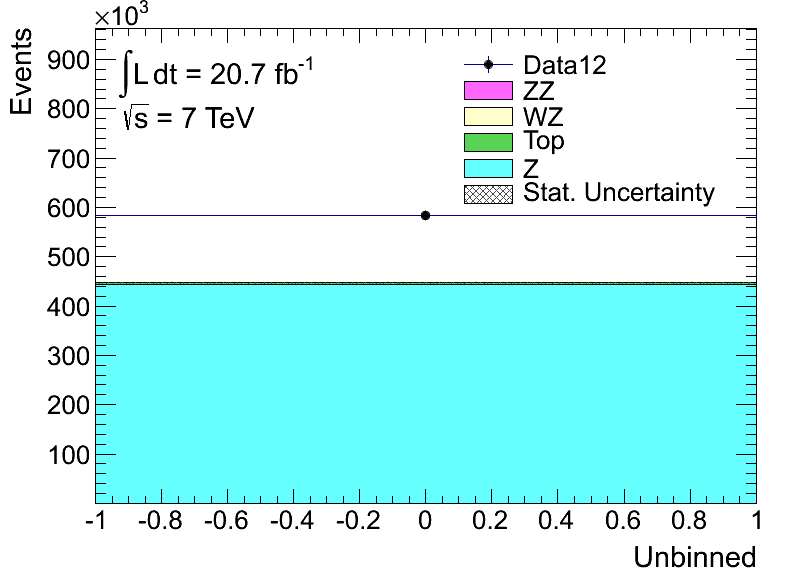 ×10³
Events
900
800
700
600
500
400
300
200
100
∫L dt = 20.7 fb⁻¹
√s = 7 TeV
Data12
ZZ
WZ
Top
Z
Stat. Uncertainty
-1 -0.8 -0.6 -0.4 -0.2 0 0.2 0.4 0.6 0.8 1
Unbinned